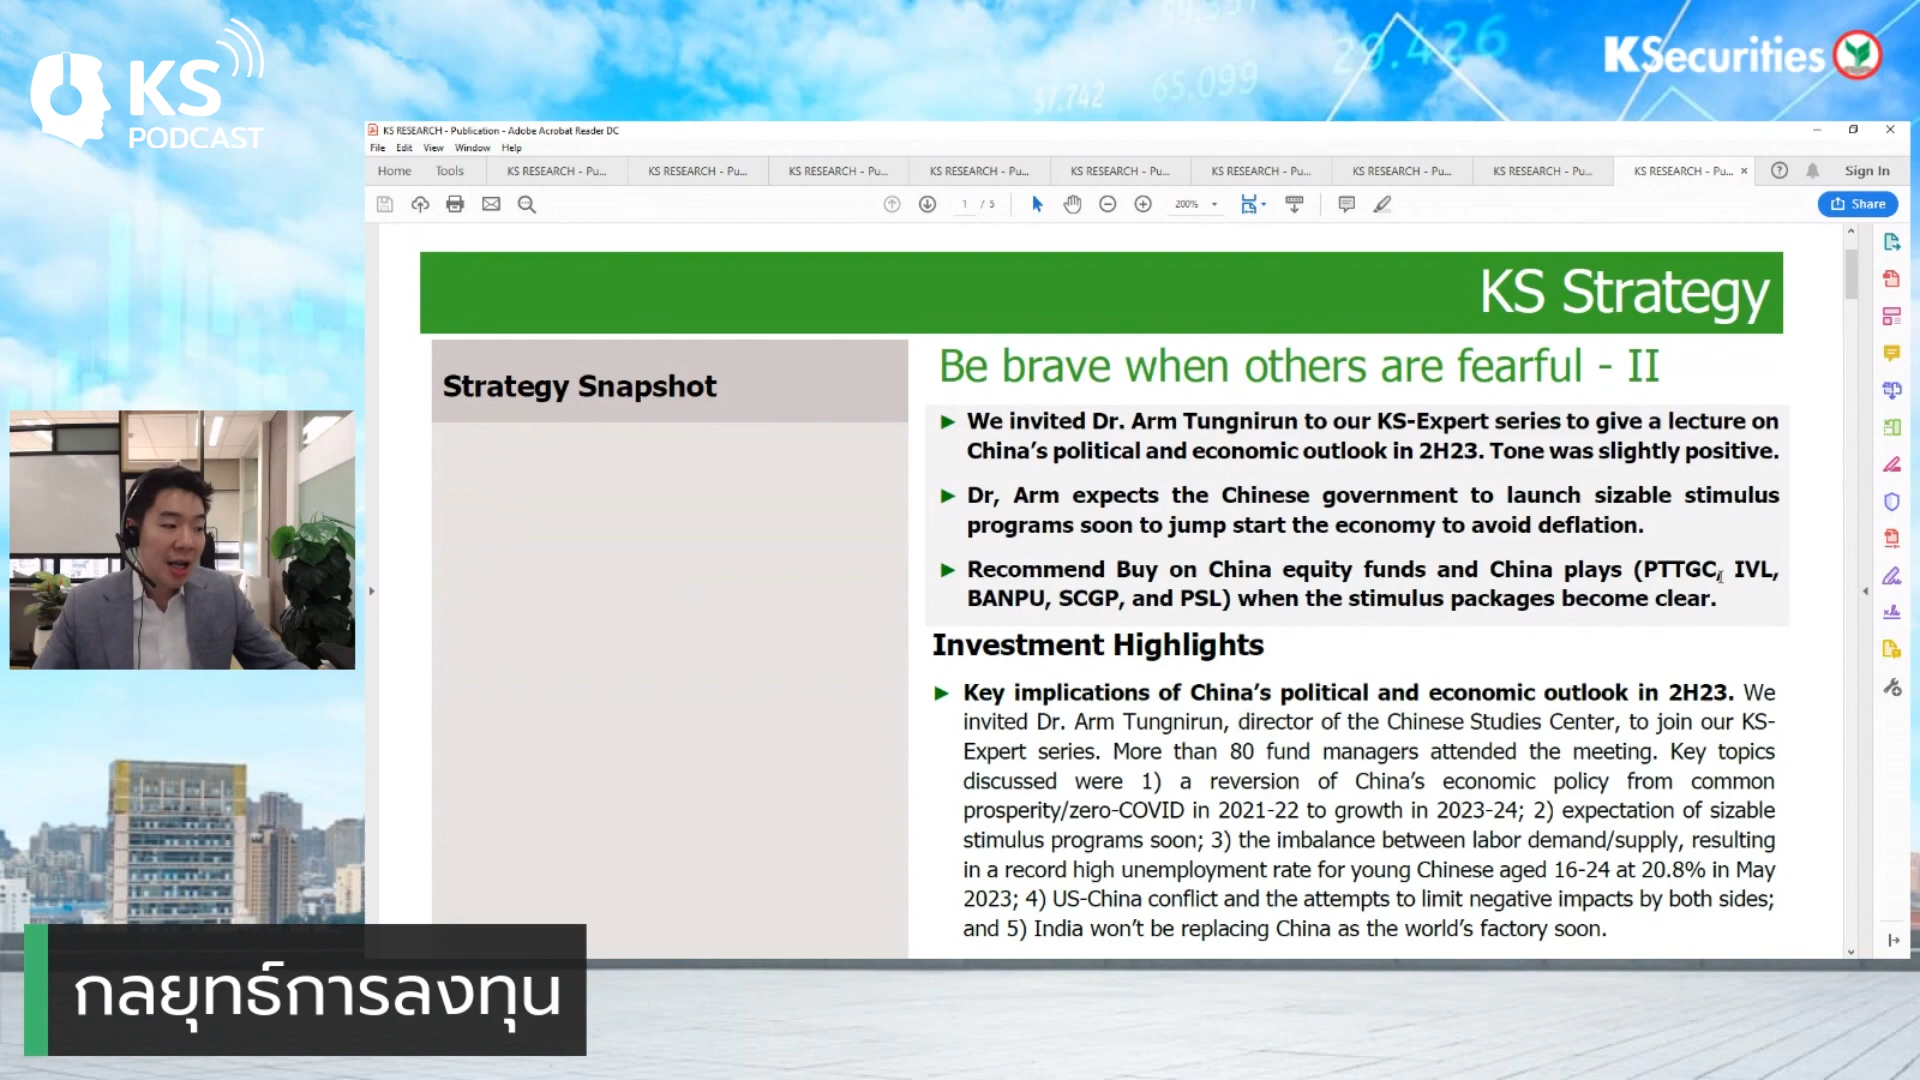 KS
PODCAST
59.351
29.426
57.742
65.099
KSecurities
KS RESEARCH - Publication - Adobe Acrobat Reader DC
File Edit View Window Help
Home Tools KS RESEARCH - Pu... KS RESEARCH - Pu... KS RESEARCH - Pu... KS RESEARCH - Pu... KS RESEARCH - Pu... KS RESEARCH - Pu... KS RESEARCH - Pu... KS RESEARCH - Pu... KS RESEARCH - Pu... × Sign In
1 / 5 200% Share
KS Strategy
Strategy Snapshot
Be brave when others are fearful - II
► We invited Dr. Arm Tungnirun to our KS-Expert series to give a lecture on
China’s political and economic outlook in 2H23. Tone was slightly positive.
► Dr, Arm expects the Chinese government to launch sizable stimulus
programs soon to jump start the economy to avoid deflation.
► Recommend Buy on China equity funds and China plays (PTTGC, IVL,
BANPU, SCGP, and PSL) when the stimulus packages become clear.
Investment Highlights
► Key implications of China’s political and economic outlook in 2H23. We
invited Dr. Arm Tungnirun, director of the Chinese Studies Center, to join our KS-
Expert series. More than 80 fund managers attended the meeting. Key topics
discussed were 1) a reversion of China’s economic policy from common
prosperity/zero-COVID in 2021-22 to growth in 2023-24; 2) expectation of sizable
stimulus programs soon; 3) the imbalance between labor demand/supply, resulting
in a record high unemployment rate for young Chinese aged 16-24 at 20.8% in May
2023; 4) US-China conflict and the attempts to limit negative impacts by both sides;
and 5) India won’t be replacing China as the world’s factory soon.
กลยุทธ์การลงทุน